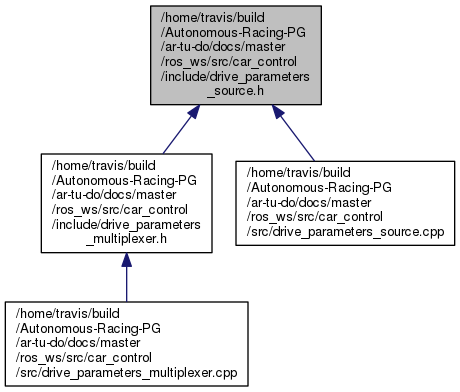 /home/travis/build
/Autonomous-Racing-PG
/ar-tu-do/docs/master
/ros_ws/src/car_control
/include/drive_parameters
_source.h
/home/travis/build
/Autonomous-Racing-PG
/ar-tu-do/docs/master
/ros_ws/src/car_control
/include/drive_parameters
_multiplexer.h
/home/travis/build
/Autonomous-Racing-PG
/ar-tu-do/docs/master
/ros_ws/src/car_control
/src/drive_parameters_source.cpp
/home/travis/build
/Autonomous-Racing-PG
/ar-tu-do/docs/master
/ros_ws/src/car_control
/src/drive_parameters_multiplexer.cpp